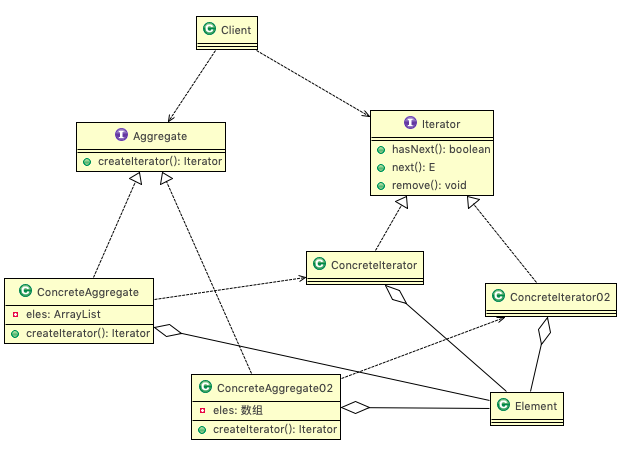 C Client
I Aggregate
createIterator(): Iterator
I Iterator
hasNext(): boolean
next(): E
remove(): void
C ConcreteAggregate
eles: ArrayList
createIterator(): Iterator
C ConcreteIterator
C ConcreteIterator02
C ConcreteAggregate02
eles: 数组
createIterator(): Iterator
C Element